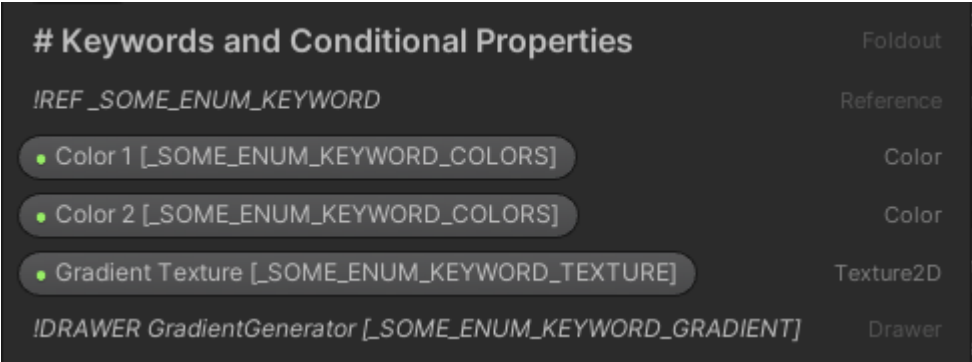 # Keywords and Conditional Properties Foldout
!REF _SOME_ENUM_KEYWORD Reference
Color 1 [_SOME_ENUM_KEYWORD_COLORS] Color
Color 2 [_SOME_ENUM_KEYWORD_COLORS] Color
Gradient Texture [_SOME_ENUM_KEYWORD_TEXTURE] Texture2D
!DRAWER GradientGenerator [_SOME_ENUM_KEYWORD_GRADIENT] Drawer